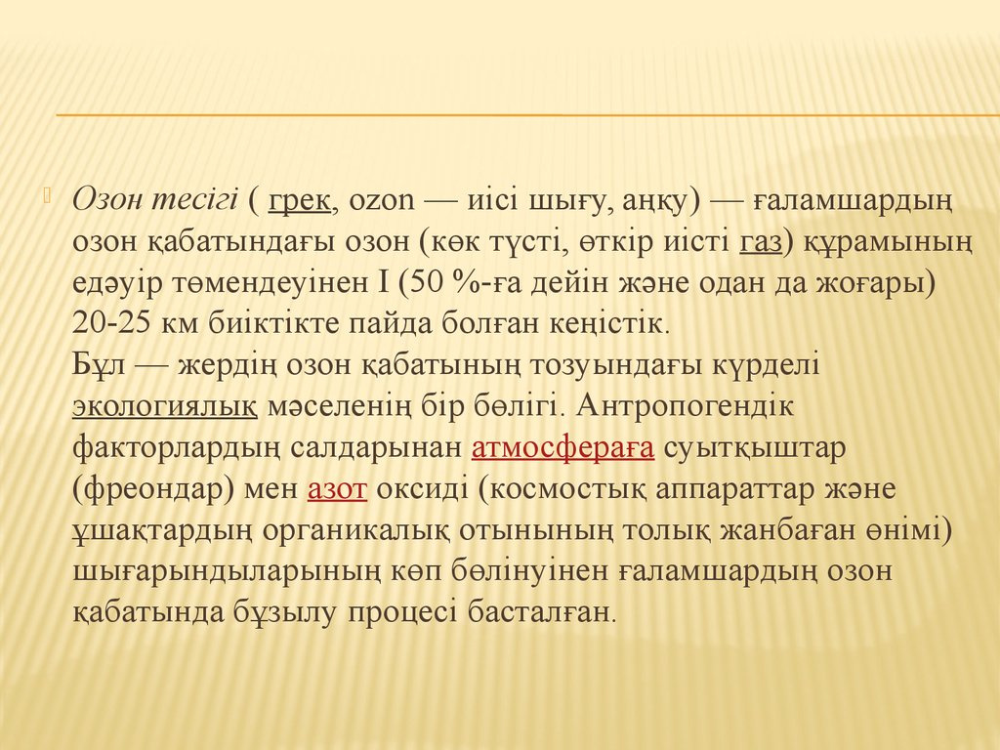 Озон тесігі ( грек, ozon — иісі шығу, аңқу) — ғаламшардың
озон қабатындағы озон (көк түсті, өткір иісті газ) құрамының
едәуір төмендеуінен І (50 %-ға дейін және одан да жоғары)
20-25 км биіктікте пайда болған кеңістік.
Бұл — жердің озон қабатының тозуындағы күрделі
экологиялық мәселенің бір бөлігі. Антропогендік
факторлардың салдарынан атмосфераға суытқыштар
(фреондар) мен азот оксиді (космостық аппараттар және
ұшақтардың органикалық отынының толық жанбаған өнімі)
шығарындыларының көп бөлінуінен ғаламшардың озон
қабатында бұзылу процесі басталған.